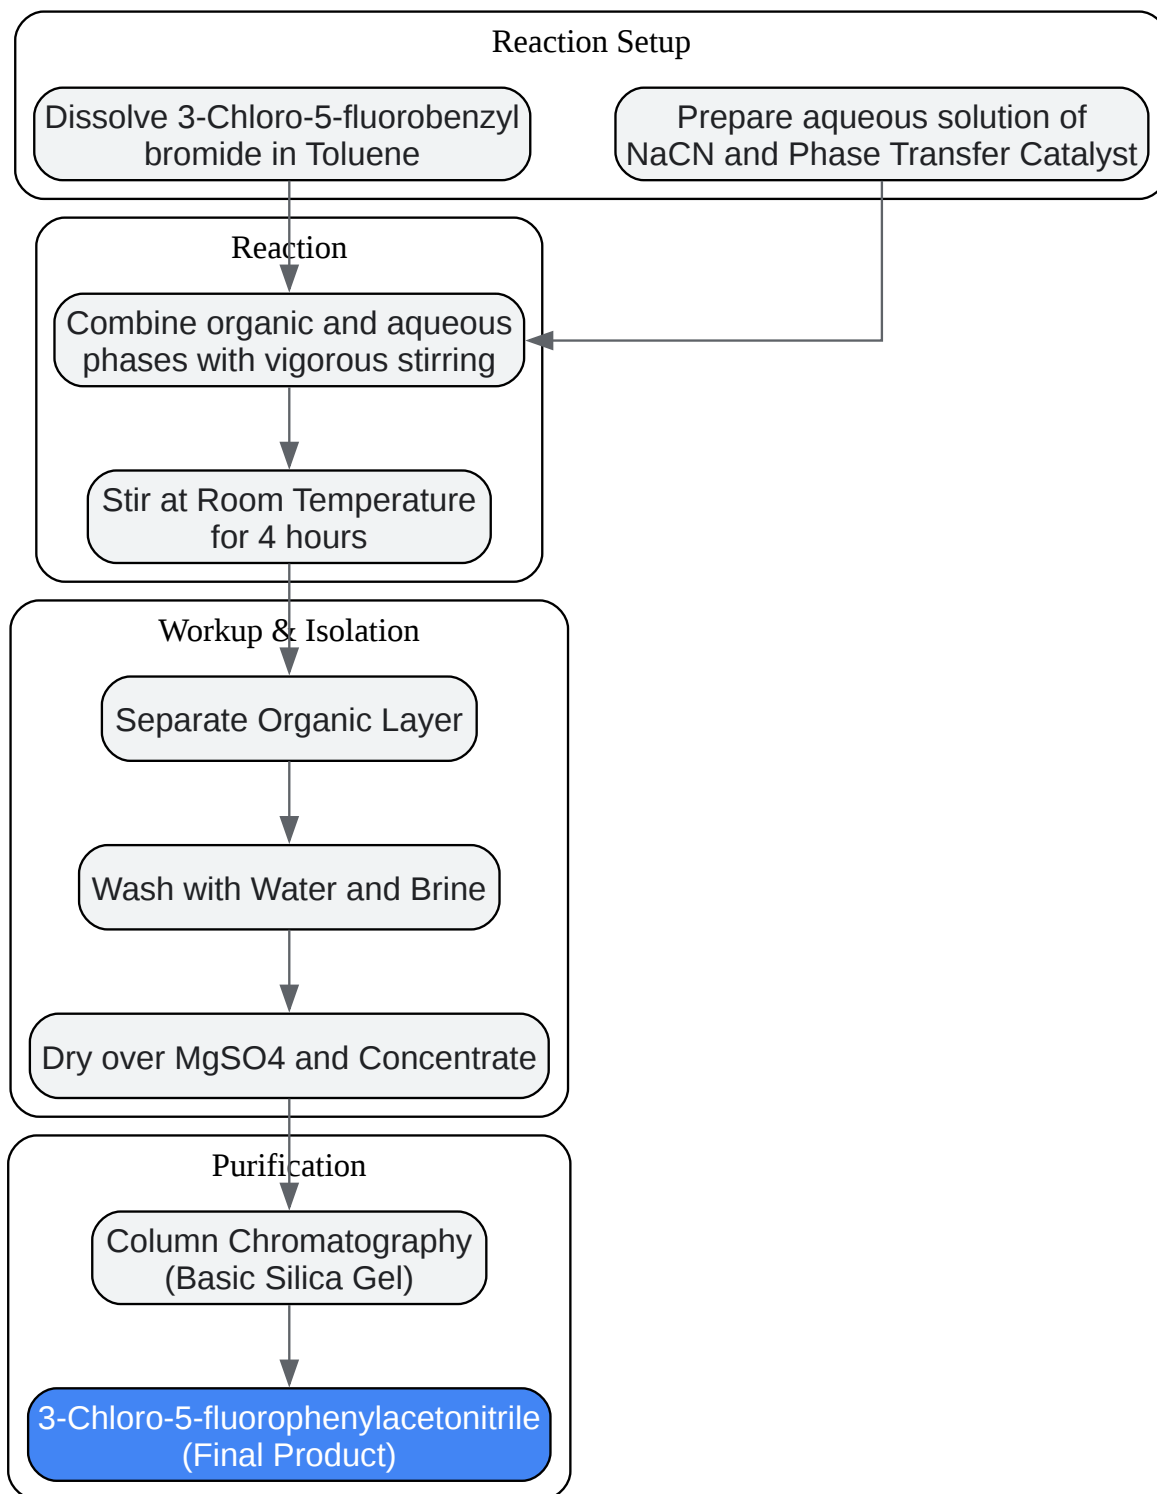 Reaction Setup
Dissolve 3-Chloro-5-fluorobenzyl
bromide in Toluene
Prepare aqueous solution of
NaCN and Phase Transfer Catalyst
Reaction
Combine organic and aqueous
phases with vigorous stirring
Stir at Room Temperature
for 4 hours
Workup & Isolation
Separate Organic Layer
Wash with Water and Brine
Dry over MgSO4 and Concentrate
Purification
Column Chromatography
(Basic Silica Gel)
3-Chloro-5-fluorophenylacetonitrile
(Final Product)